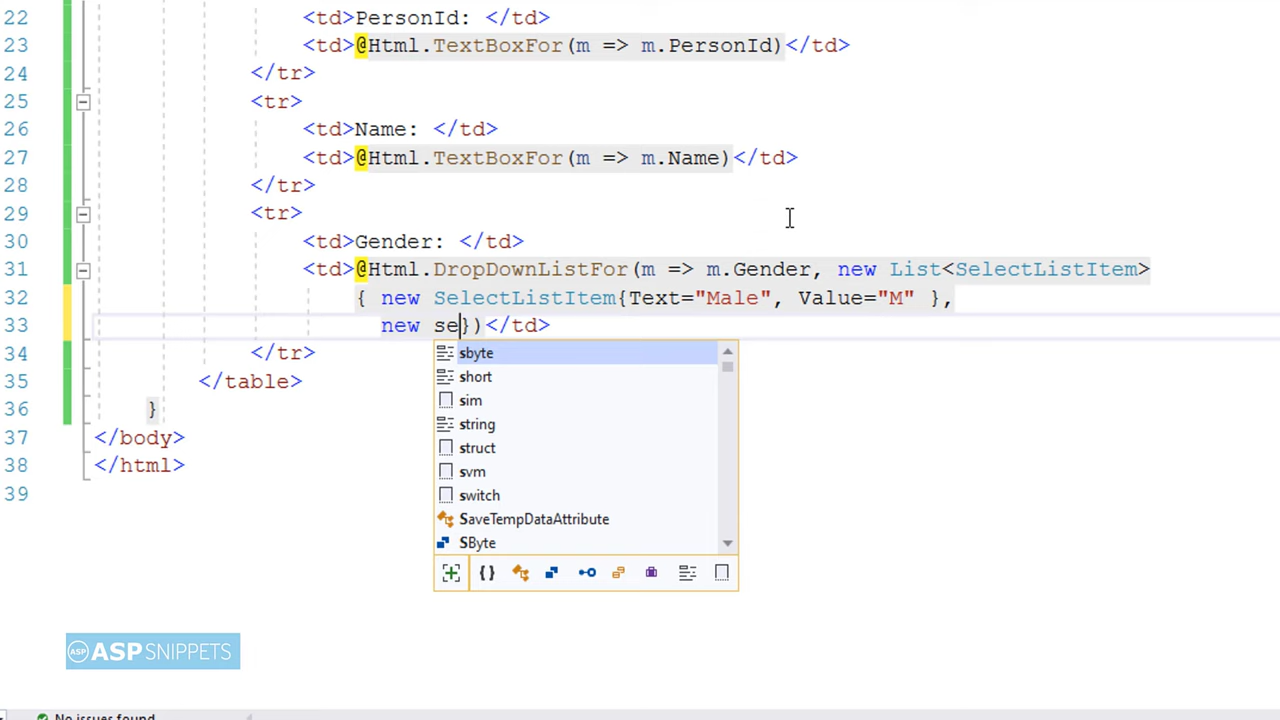 22 <td>PersonId: </td>
23 <td>@Html.TextBoxFor(m => m.PersonId)</td>
24 </tr>
25 <tr>
26 <td>Name: </td>
27 <td>@Html.TextBoxFor(m => m.Name)</td>
28 </tr>
29 <tr>
30 <td>Gender: </td>
31 <td>@Html.DropDownListFor(m => m.Gender, new List<SelectListItem>
32 { new SelectListItem{Text="Male", Value="M" },
33 new se})</td>
34 </tr>
35 </table>
36 }
37 </body>
38 </html>
39
sbyte
short
sim
string
struct
svm
switch
SaveTempDataAttribute
SByte
ASPSNIPPETS
No issues found